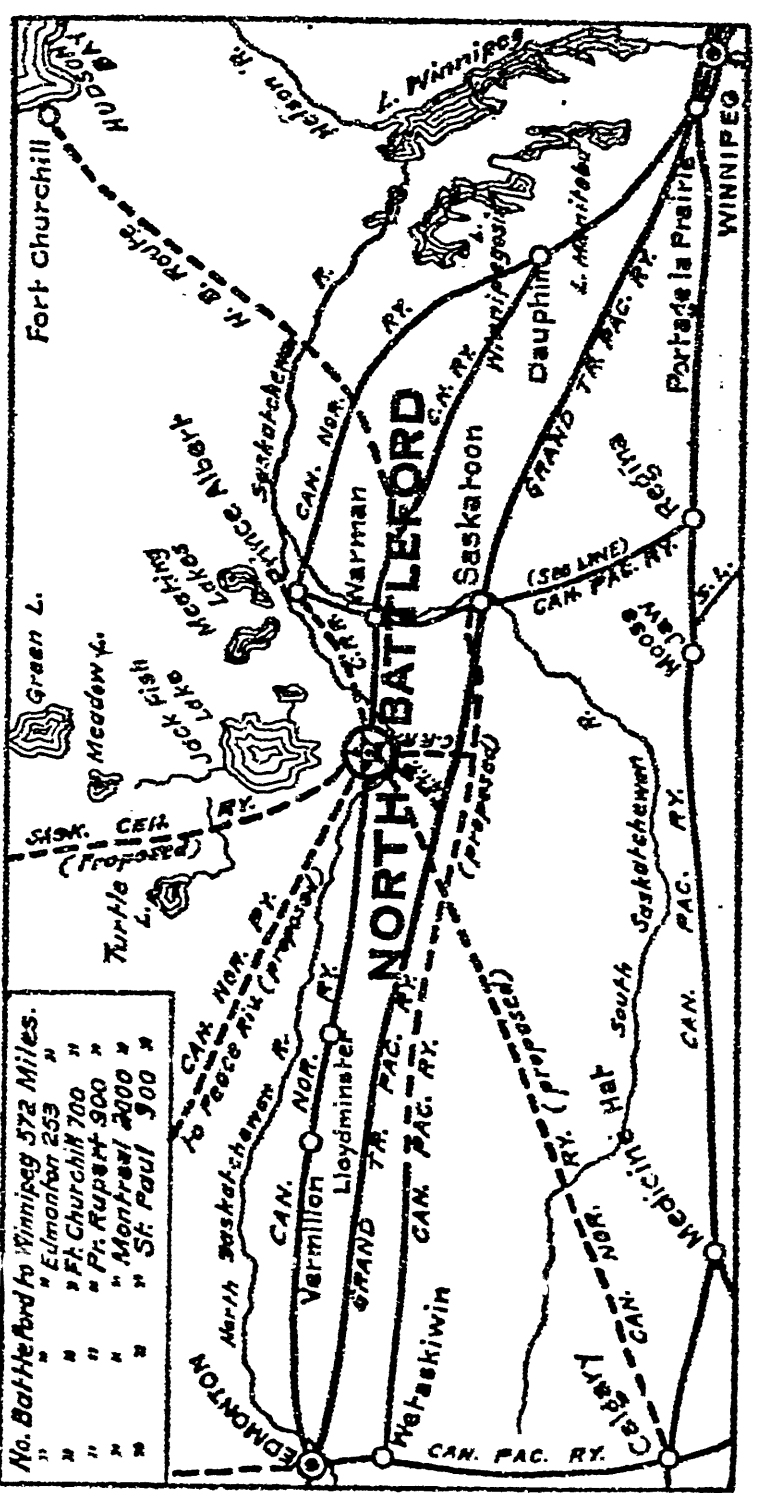 No. Battleford to Winnipeg 572 Miles.
" " Edmonton 253 "
" " Ft. Churchill 700 "
" " Pr. Rupert 900 "
" " Montreal 2000 "
" " St. Paul 900 "
HUDSON BAY
Fort Churchill
H. B. Route
Nelson R.
L. Winnipeg
L. Winnipegosis
L. Manitoba
Green L.
Meadow L.
Jack Fish Lake
Turtle L.
Meeting Lakes
Prince Albert
Saskatchewan R.
SASK. CEN. RY.
(Proposed)
CAN. NOR. RY.
to Peace Riv. (proposed)
North Saskatchewan R.
CAN. NOR. RY.
C.N.R.
CAN. NOR. RY.
C.N. RY.
EDMONTON
Vermilion
Lloydminster
NORTH BATTLEFORD
Warman
Dauphin
GRAND TR. PAC. RY.
Saskatoon
GRAND TR. PAC. RY.
Wetaskiwin
CAN. PAC. RY.
(proposed)
CAN. NOR. RY. (proposed)
(SOO LINE)
CAN. PAC. RY.
South Saskatchewan R.
CAN. PAC. RY.
Calgary
Medicine Hat
CAN. PAC. RY.
Moose Jaw
S. L.
Regina
Portage la Prairie
WINNIPEG